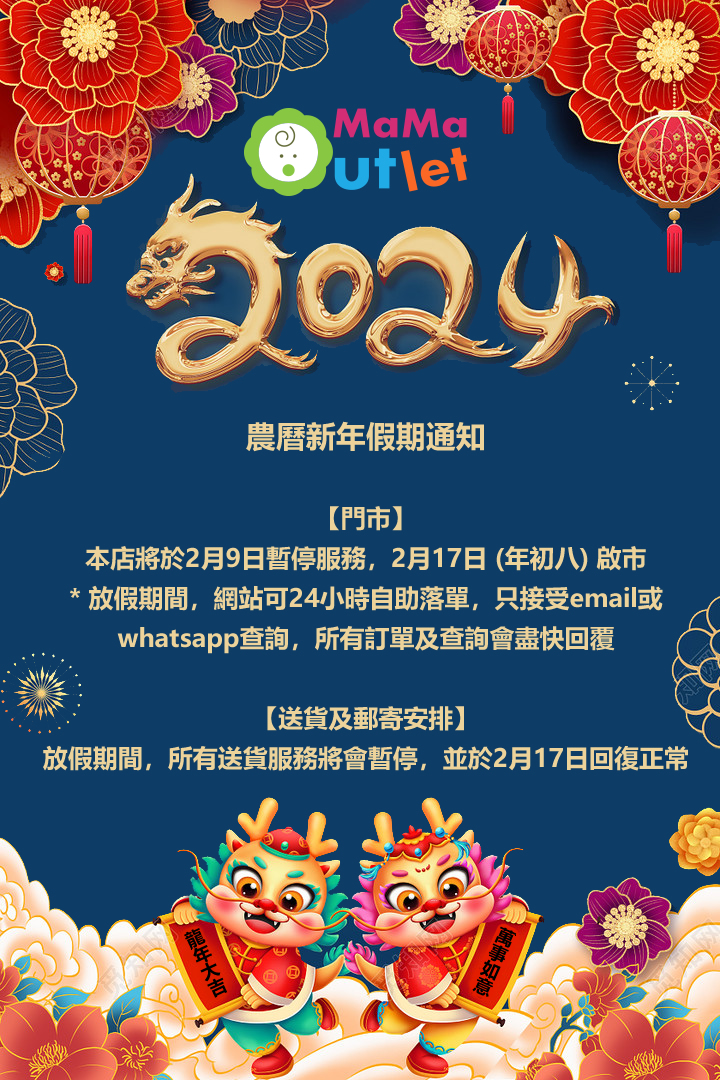 MaMa
Outlet
2024
農曆新年假期通知
【門市】
本店將於2月9日暫停服務，2月17日 (年初八) 啟市
* 放假期間，網站可24小時自助落單，只接受email或
whatsapp查詢，所有訂單及查詢會盡快回覆
【送貨及郵寄安排】
放假期間，所有送貨服務將會暫停，並於2月17日回復正常
龍年大吉
萬事如意